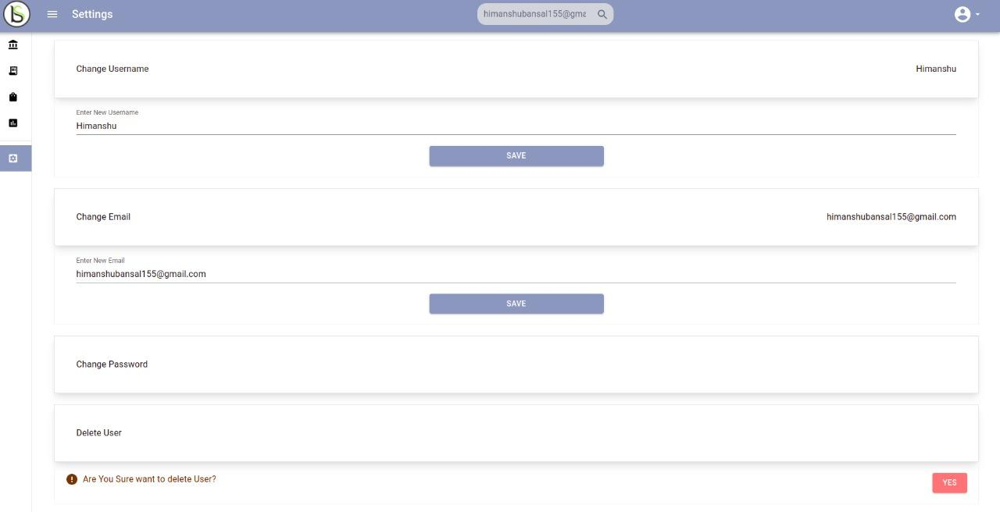 bs
Settings
himanshubansal155@gma
Change Username
Himanshu
Enter New Username
Himanshu
SAVE
Change Email
himanshubansal155@gmail.com
Enter New Email
himanshubansal155@gmail.com
SAVE
Change Password
Delete User
Are You Sure want to delete User?
YES